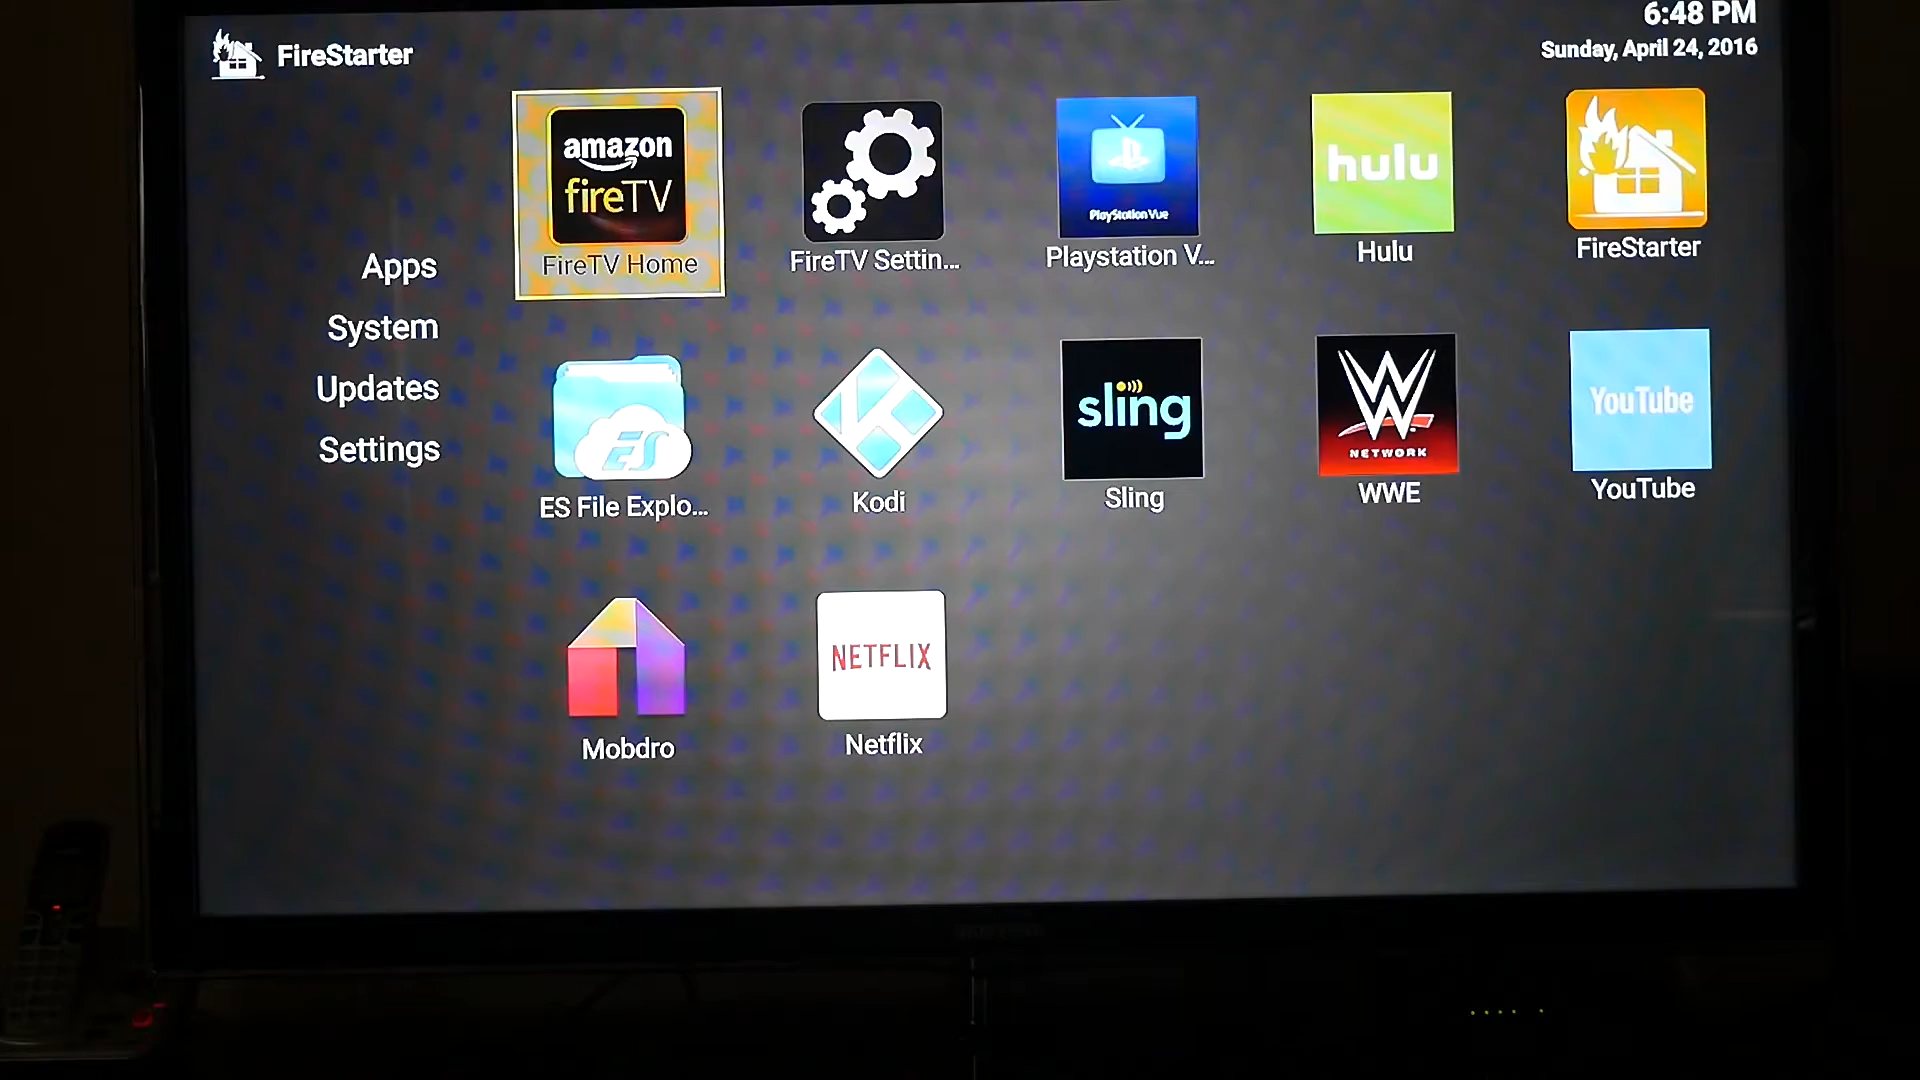 FireStarter
6:48 PM
Sunday, April 24, 2016
Apps
System
Updates
Settings
amazon
fireTV
FireTV Home
FireTV Settin...
PlayStation Vue
Playstation V...
hulu
Hulu
FireStarter
ES
ES File Explo...
Kodi
sling
Sling
W
NETWORK
WWE
YouTube
YouTube
Mobdro
NETFLIX
Netflix